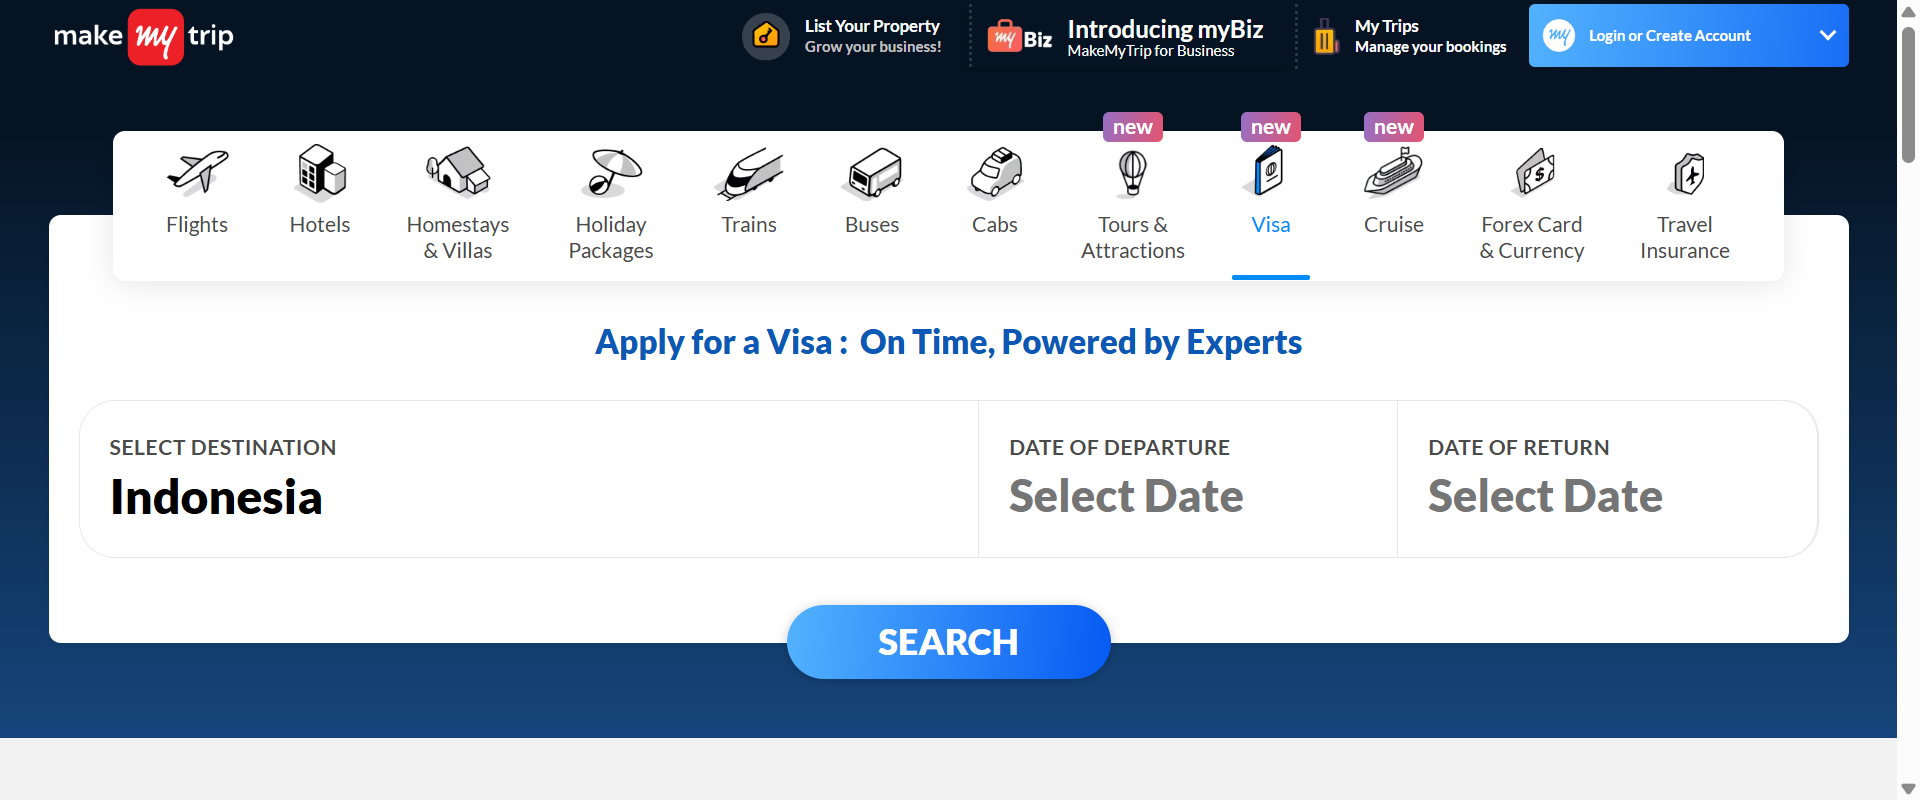 make my trip
List Your Property
Grow your business!
my Biz
Introducing myBiz
MakeMyTrip for Business
My Trips
Manage your bookings
my
Login or Create Account
new
new
new
Flights
Hotels
Homestays
& Villas
Holiday
Packages
Trains
Buses
Cabs
Tours &
Attractions
Visa
Cruise
$
Forex Card
& Currency
Travel
Insurance
Apply for a Visa : On Time, Powered by Experts
SELECT DESTINATION
Indonesia
DATE OF DEPARTURE
Select Date
DATE OF RETURN
Select Date
SEARCH